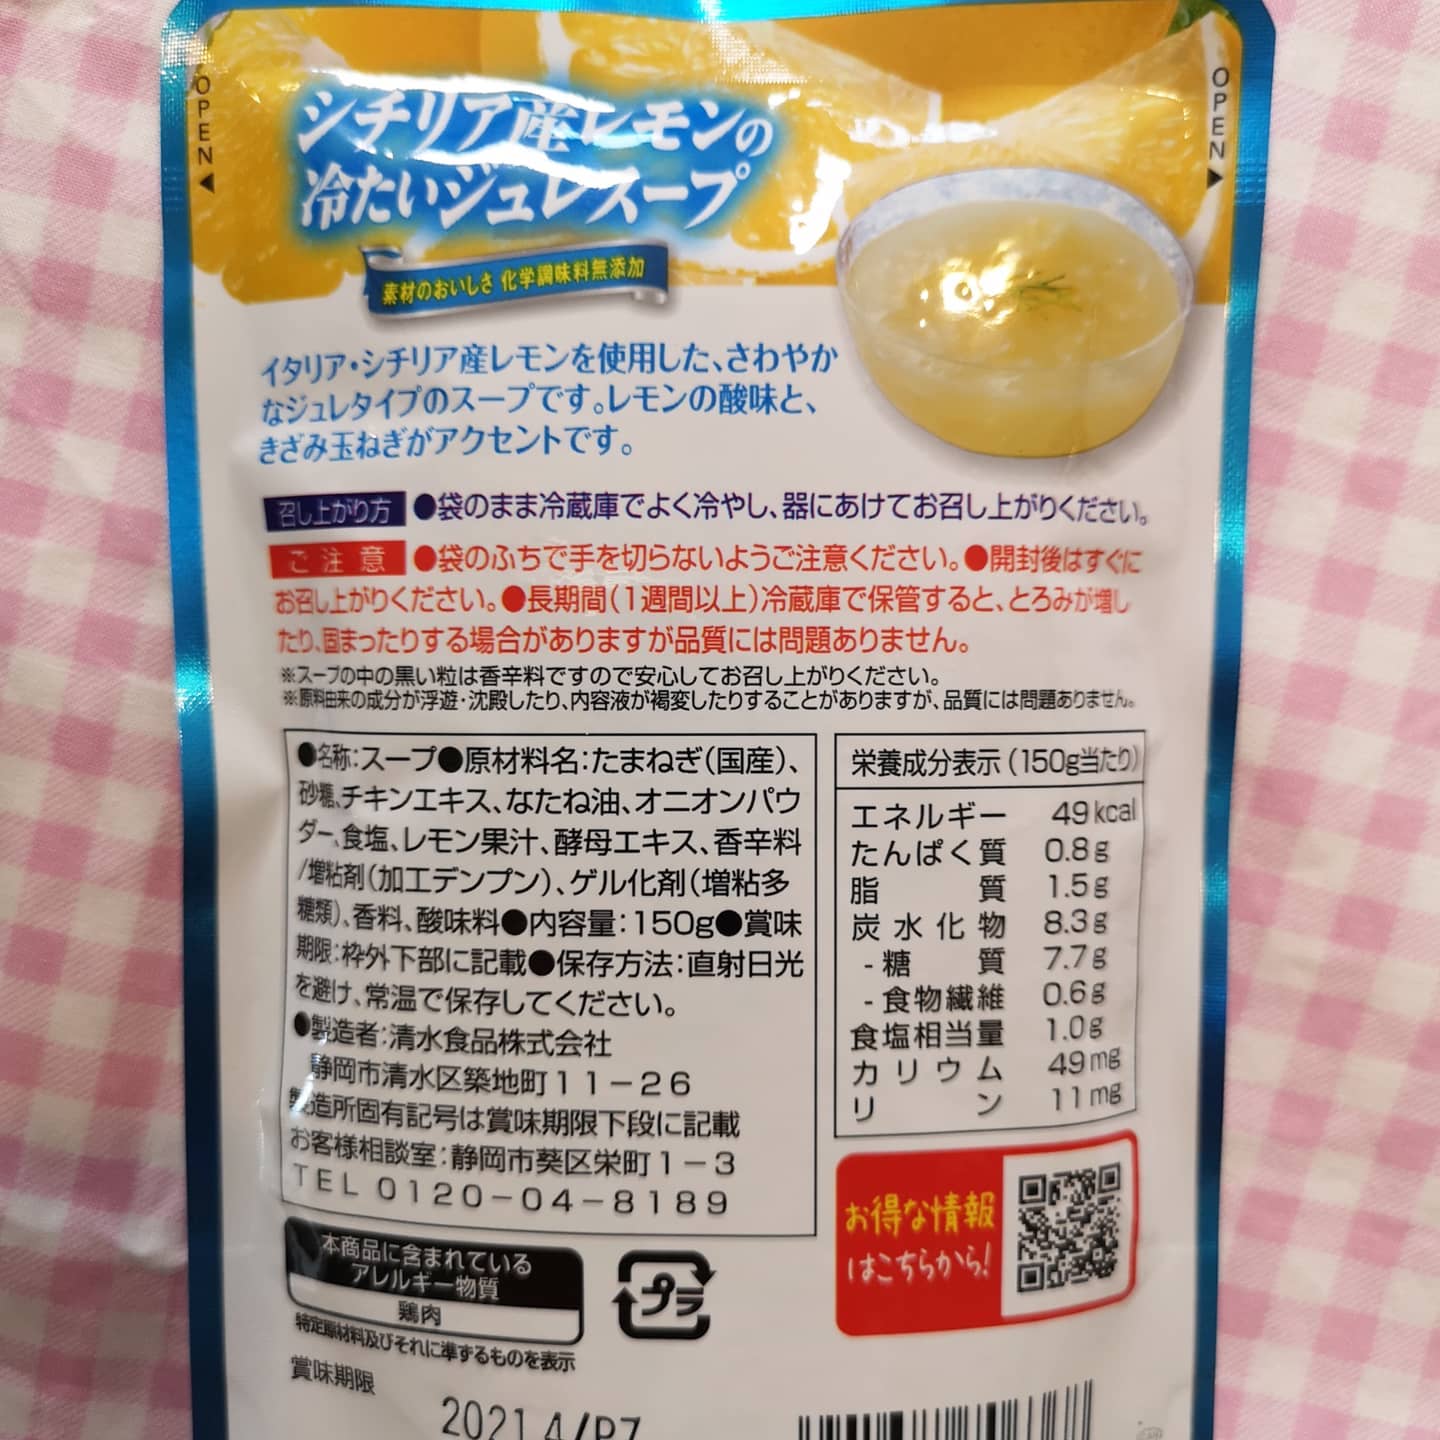 OPEN
OPEN
シチリア産レモンの
冷たいジュレスープ
素材のおいしさ 化学調味料無添加
イタリア・シチリア産レモンを使用した、さわやか
なジュレタイプのスープです。レモンの酸味と、
きざみ玉ねぎがアクセントです。
召し上がり方 ●袋のまま冷蔵庫でよく冷やし、器にあけてお召し上がりください。
ご注意 ●袋のふちで手を切らないようご注意ください。●開封後はすぐに
お召し上がりください。●長期間(1週間以上)冷蔵庫で保管すると、とろみが増し
たり、固まったりする場合がありますが品質には問題ありません。
※スープの中の黒い粒は香辛料ですので安心してお召し上がりください。
※原料由来の成分が浮遊・沈殿したり、内容液が褐変したりすることがありますが、品質には問題ありません。
●名称:スープ●原材料名:たまねぎ(国産)、
砂糖、チキンエキス、なたね油、オニオンパウ
ダー、食塩、レモン果汁、酵母エキス、香辛料
/増粘剤(加工デンプン)、ゲル化剤(増粘多
糖類)、香料、酸味料●内容量:150g●賞味
期限:枠外下部に記載●保存方法:直射日光
を避け、常温で保存してください。
●製造者:清水食品株式会社
静岡市清水区築地町11-26
製造所固有記号は賞味期限下段に記載
お客様相談室:静岡市葵区栄町1-3
TEL 0120-04-8189
栄養成分表示(150g当たり)
エネルギー 49kcal
たんぱく質 0.8g
脂質 1.5g
炭水化物 8.3g
-糖質 7.7g
-食物繊維 0.6g
食塩相当量 1.0g
カリウム 49mg
リン 11mg
お得な情報
はこちらから!
本商品に含まれている
アレルギー物質
鶏肉
特定原材料及びそれに準ずるものを表示
プラ
賞味期限
2021.4/P7